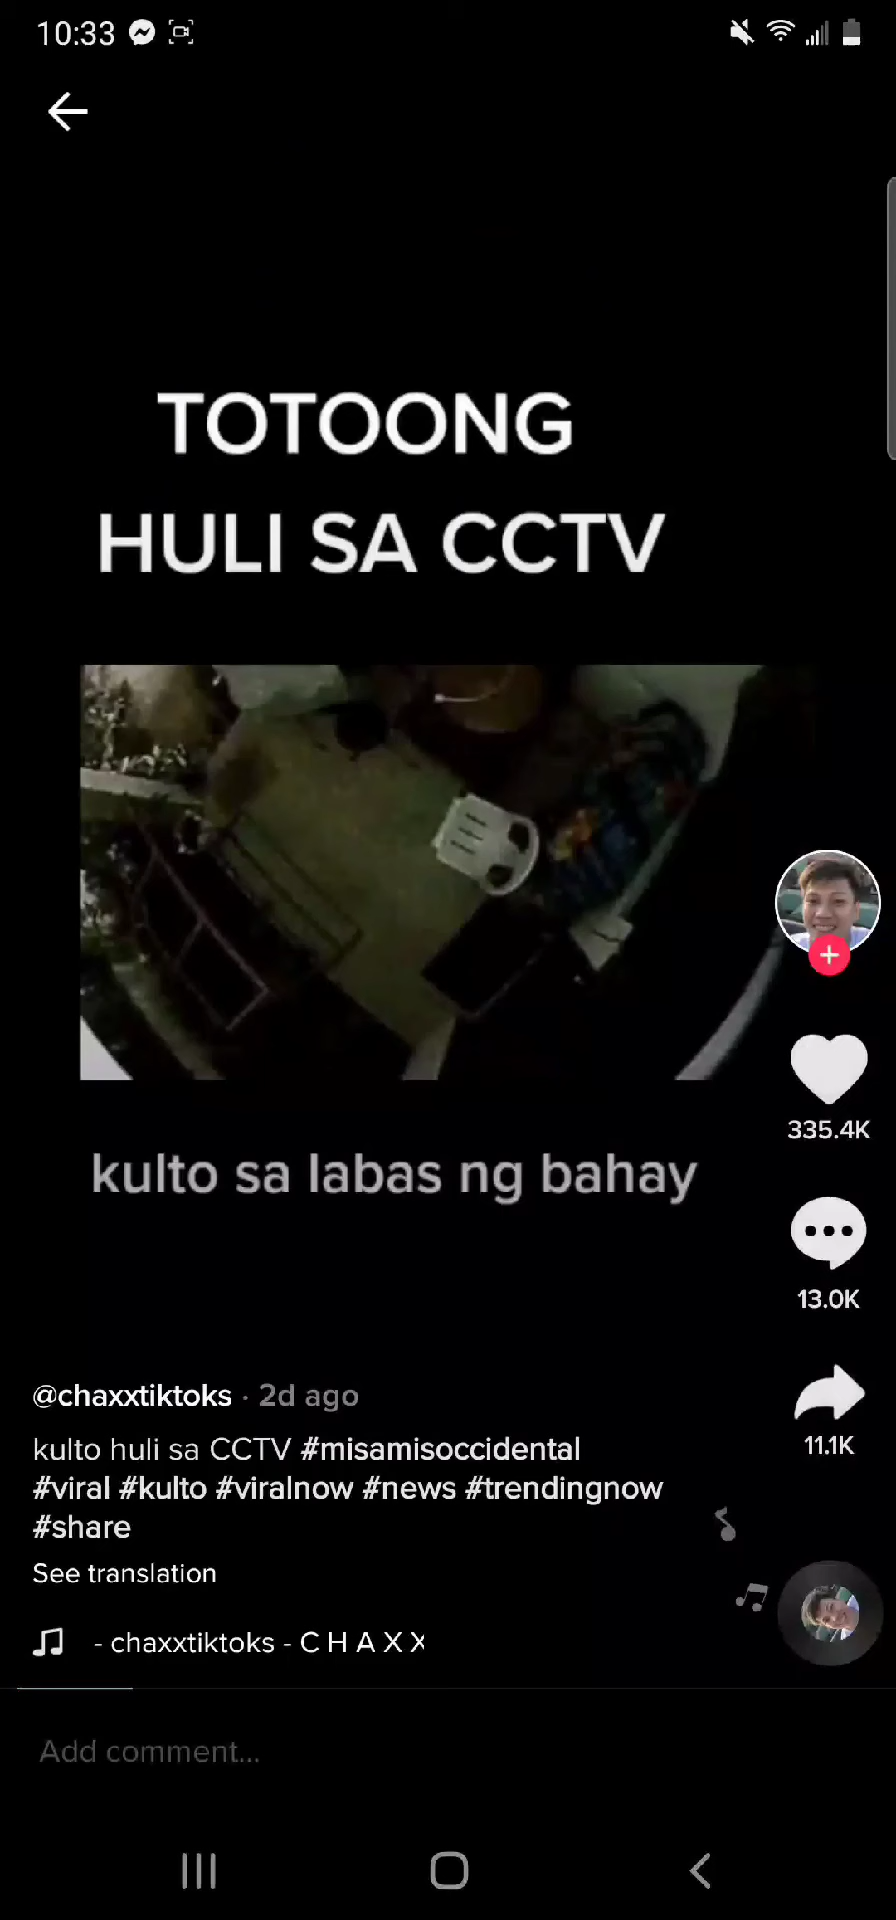 10:33
TOTOONG
HULI SA CCTV
335.4K
kulto sa labas ng bahay
13.0K
@chaxxtiktoks · 2d ago
kulto huli sa CCTV #misamisoccidental
#viral #kulto #viralnow #news #trendingnow
#share
11.1K
See translation
- chaxxtiktoks - C H A X X
Add comment...